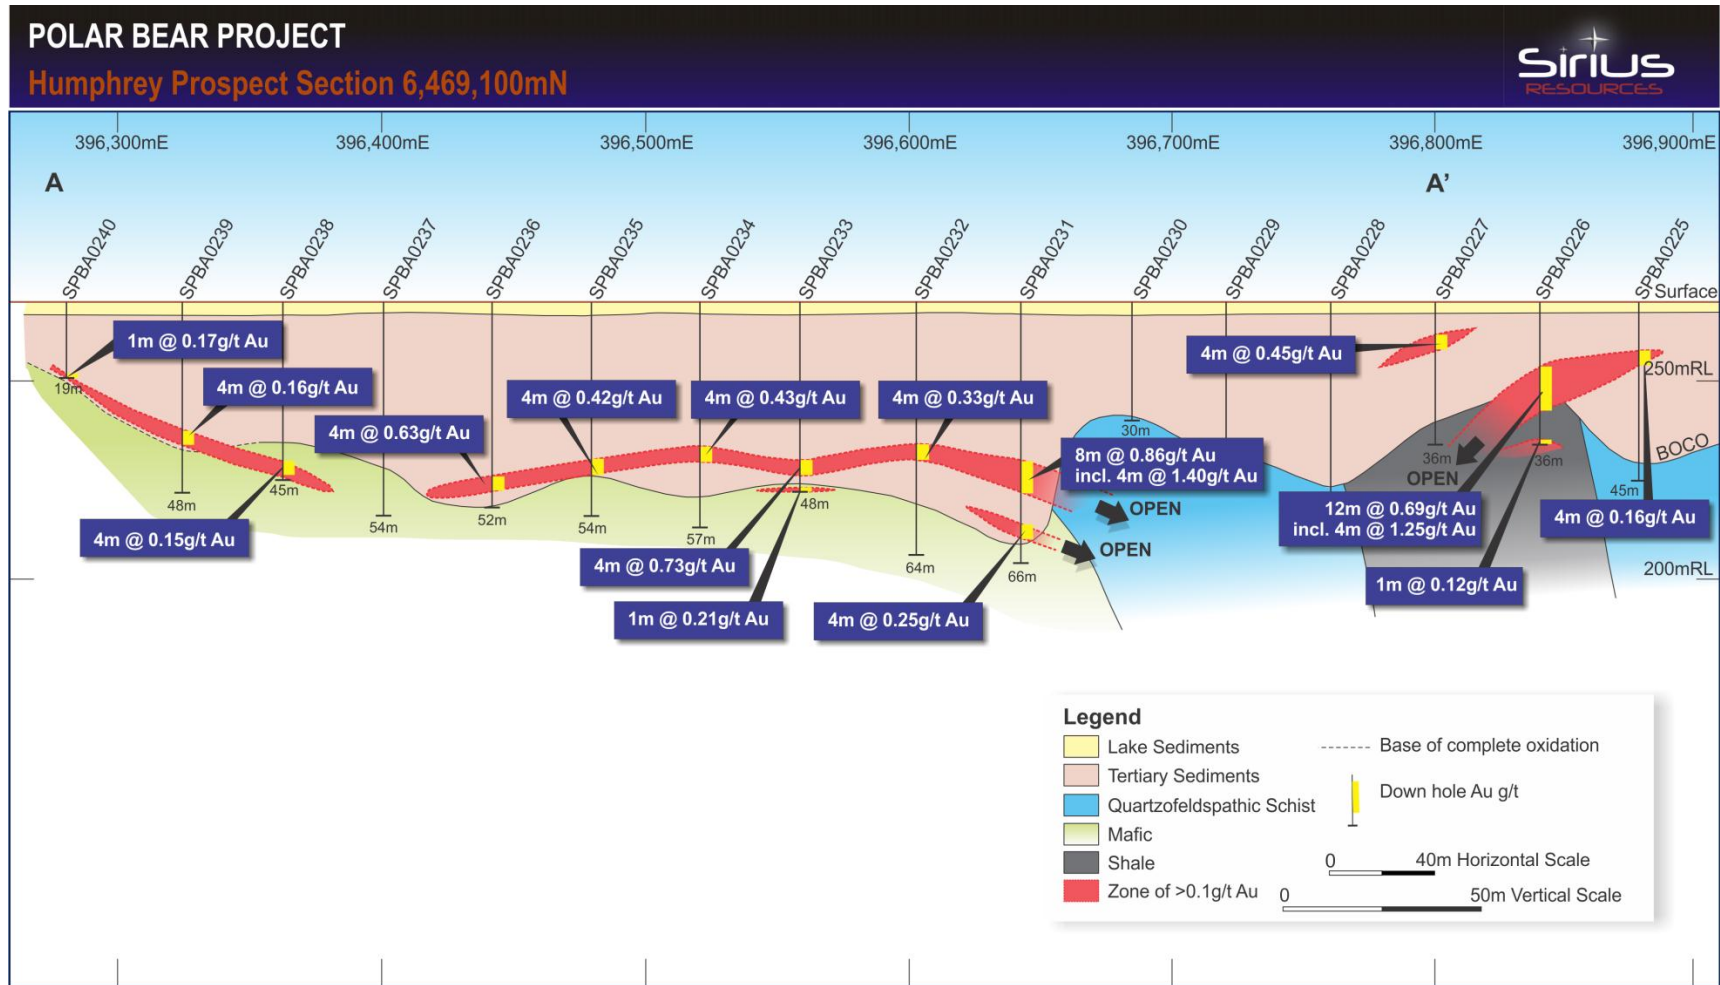 POLAR BEAR PROJECT
Humphrey Prospect Section 6,469,100mN
Sirius
RESOURCES
396,300mE
396,400mE
396,500mE
396,600mE
396,700mE
396,800mE
396,900mE
A
A'
SPBA0240
SPBA0239
SPBA0238
SPBA0237
SPBA0236
SPBA0235
SPBA0234
SPBA0233
SPBA0232
SPBA0231
SPBA0230
SPBA0229
SPBA0228
SPBA0227
SPBA0226
SPBA0225
Surface
1m @ 0.17g/t Au
4m @ 0.45g/t Au
250mRL
19m
4m @ 0.16g/t Au
4m @ 0.42g/t Au
4m @ 0.43g/t Au
4m @ 0.33g/t Au
4m @ 0.63g/t Au
30m
BOCO
8m @ 0.86g/t Au
incl. 4m @ 1.40g/t Au
36m
36m
OPEN
45m
45m
48m
48m
OPEN
12m @ 0.69g/t Au
incl. 4m @ 1.25g/t Au
4m @ 0.16g/t Au
54m
52m
54m
57m
4m @ 0.15g/t Au
OPEN
4m @ 0.73g/t Au
64m
66m
200mRL
1m @ 0.12g/t Au
1m @ 0.21g/t Au
4m @ 0.25g/t Au
Legend
Lake Sediments
Tertiary Sediments
Quartzofeldspathic Schist
Mafic
Shale
Zone of >0.1g/t Au
Base of complete oxidation
Down hole Au g/t
0 40m Horizontal Scale
0 50m Vertical Scale